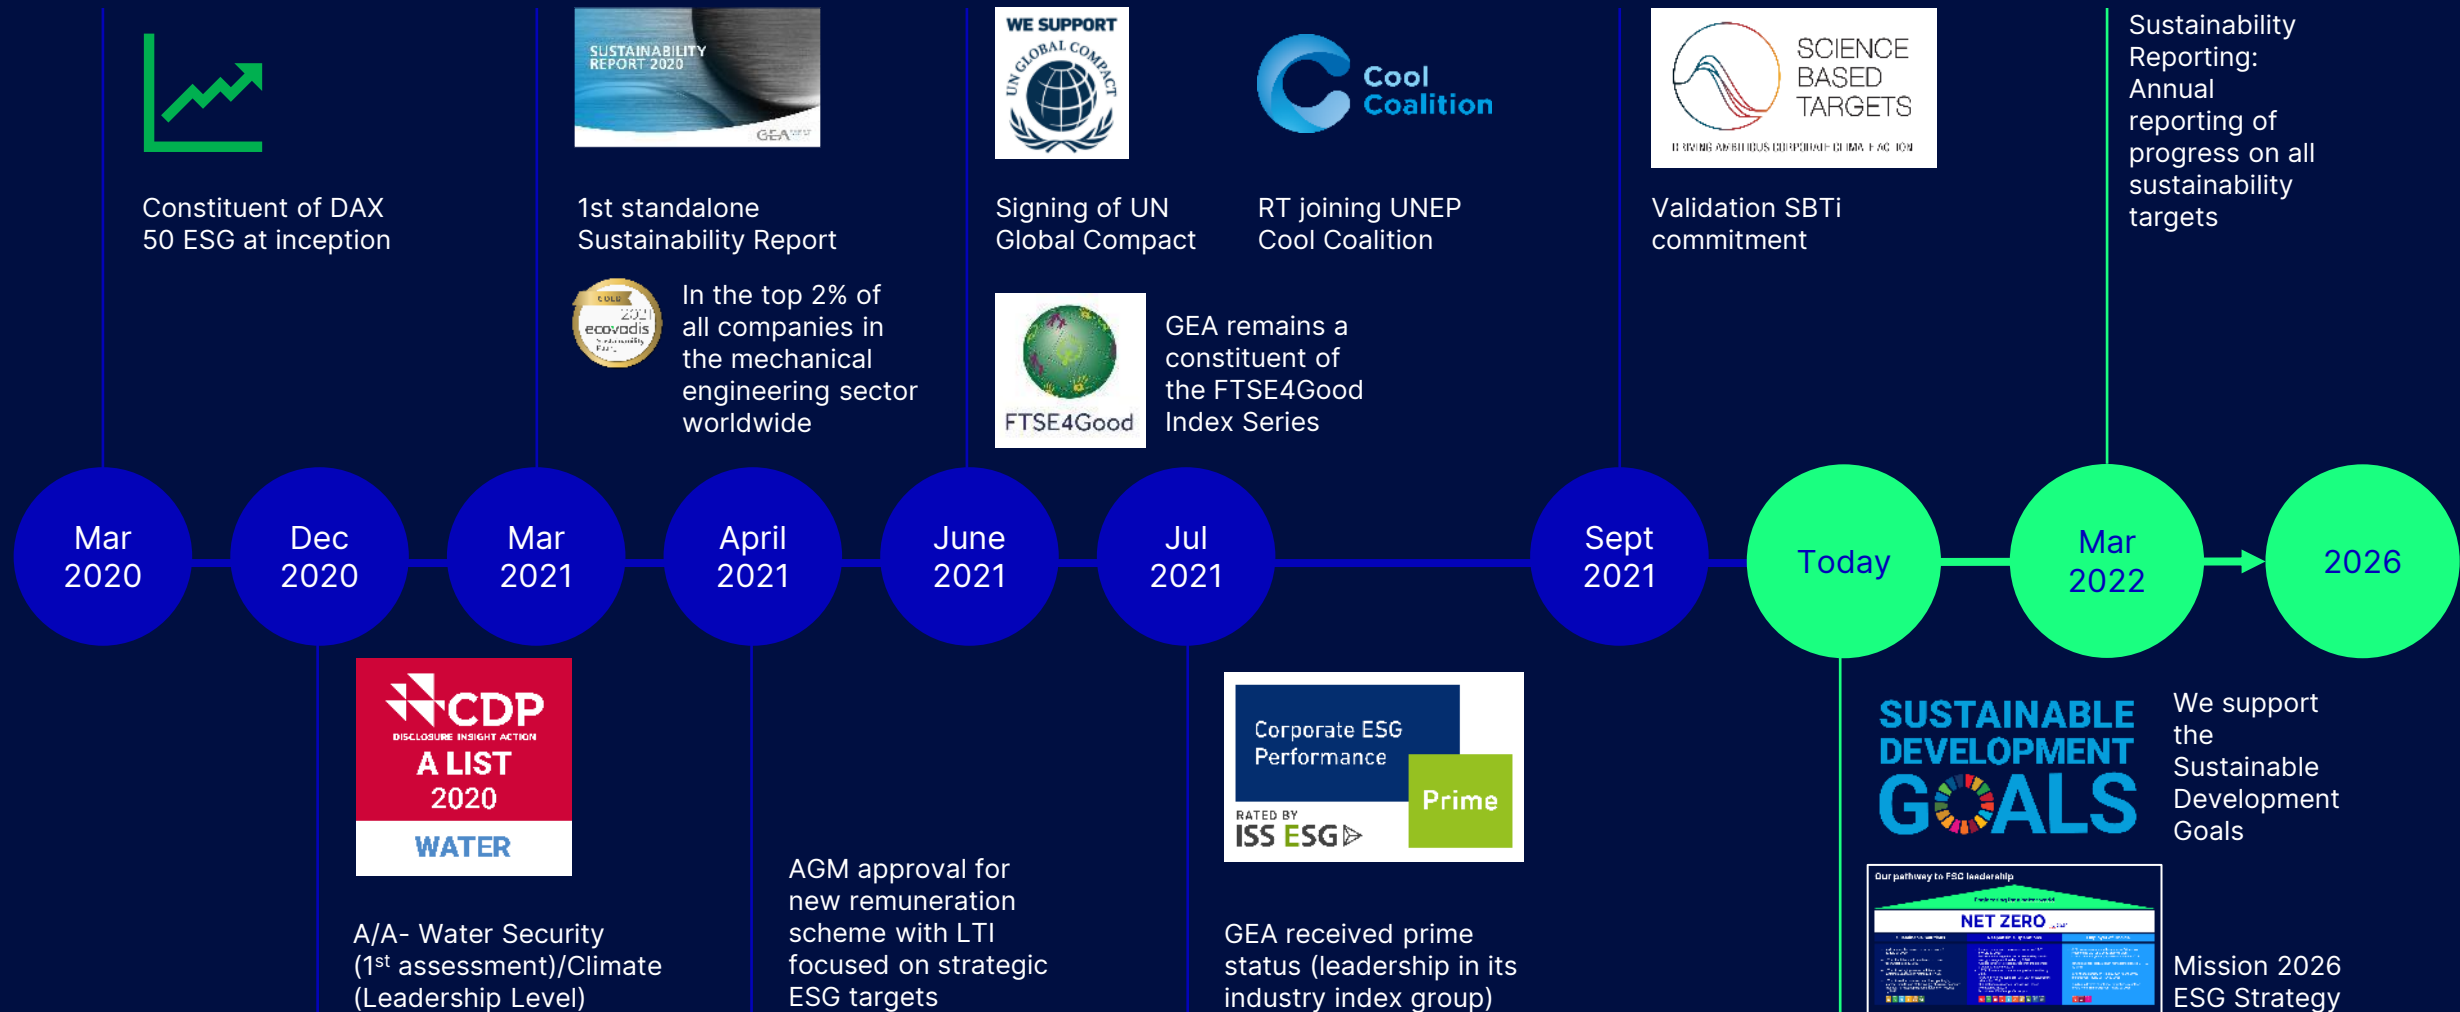 Constituent of DAX
50 ESG at inception
SUSTAINABILITY
REPORT 2020
GEA
1st standalone
Sustainability Report
GOLD
2021
ecovadis
Sustainability
In the top 2% of
all companies in
the mechanical
engineering sector
worldwide
WE SUPPORT
UN GLOBAL COMPACT
Signing of UN
Global Compact
Cool
Coalition
RT joining UNEP
Cool Coalition
FTSE4Good
GEA remains a
constituent of
the FTSE4Good
Index Series
SCIENCE
BASED
TARGETS
DRIVING AMBITIOUS CORPORATE CLIMATE ACTION
Validation SBTi
commitment
Sustainability
Reporting:
Annual
reporting of
progress on all
sustainability
targets
Mar
2020
Dec
2020
Mar
2021
April
2021
June
2021
Jul
2021
Sept
2021
Today
Mar
2022
2026
CDP
DISCLOSURE INSIGHT ACTION
A LIST
2020
WATER
A/A- Water Security
(1st assessment)/Climate
(Leadership Level)
AGM approval for
new remuneration
scheme with LTI
focused on strategic
ESG targets
Corporate ESG
Performance
Prime
RATED BY
ISS ESG
GEA received prime
status (leadership in its
industry index group)
SUSTAINABLE
DEVELOPMENT
GOALS
We support
the
Sustainable
Development
Goals
Our pathway to ESG leadership
NET ZERO
Mission 2026
ESG Strategy